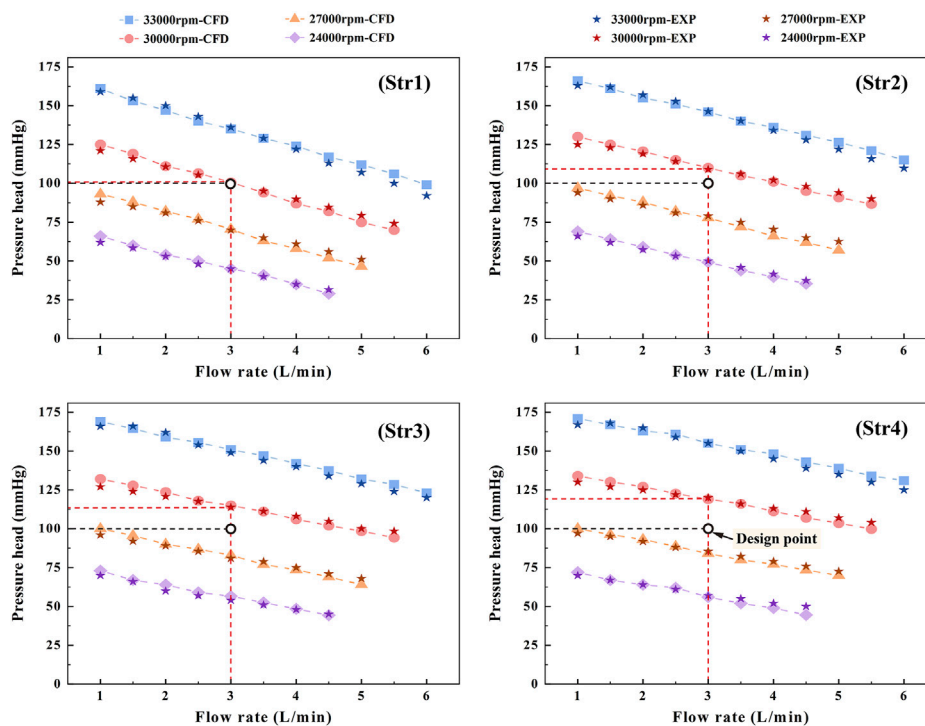 33000rpm-CFD 27000rpm-CFD 33000rpm-EXP 27000rpm-EXP
30000rpm-CFD 24000rpm-CFD 30000rpm-EXP 24000rpm-EXP
(Str1)
Pressure head (mmHg)
175
150
125
100
75
50
25
0
1 2 3 4 5 6
Flow rate (L/min)
(Str2)
Pressure head (mmHg)
175
150
125
100
75
50
25
0
1 2 3 4 5 6
Flow rate (L/min)
(Str3)
Pressure head (mmHg)
175
150
125
100
75
50
25
0
1 2 3 4 5 6
Flow rate (L/min)
(Str4)
Pressure head (mmHg)
175
150
125
100
75
50
25
0
Design point
1 2 3 4 5 6
Flow rate (L/min)